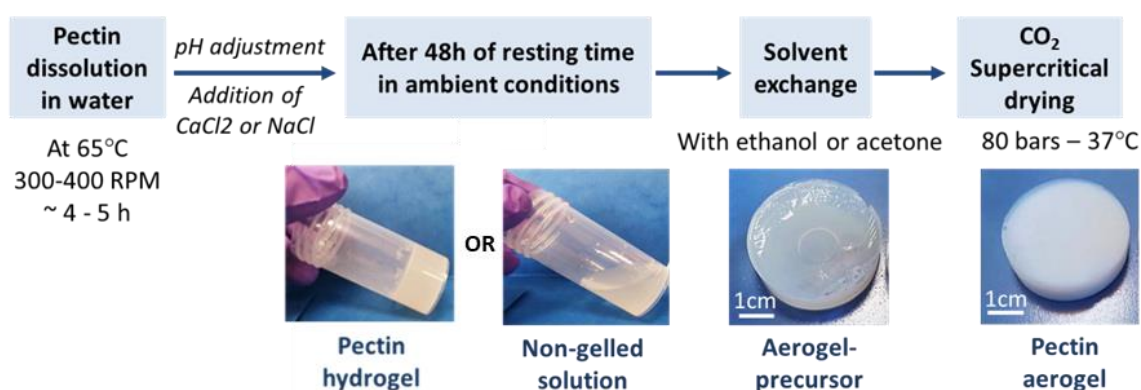 Pectin
dissolution
in water
pH adjustment
Addition of
CaCl2 or NaCl
After 48h of resting time
in ambient conditions
Solvent
exchange
CO2
Supercritical
drying
At 65°C
300-400 RPM
~ 4 - 5 h
With ethanol or acetone
80 bars – 37°C
OR
1cm
1cm
Pectin
hydrogel
Non-gelled
solution
Aerogel-
precursor
Pectin
aerogel